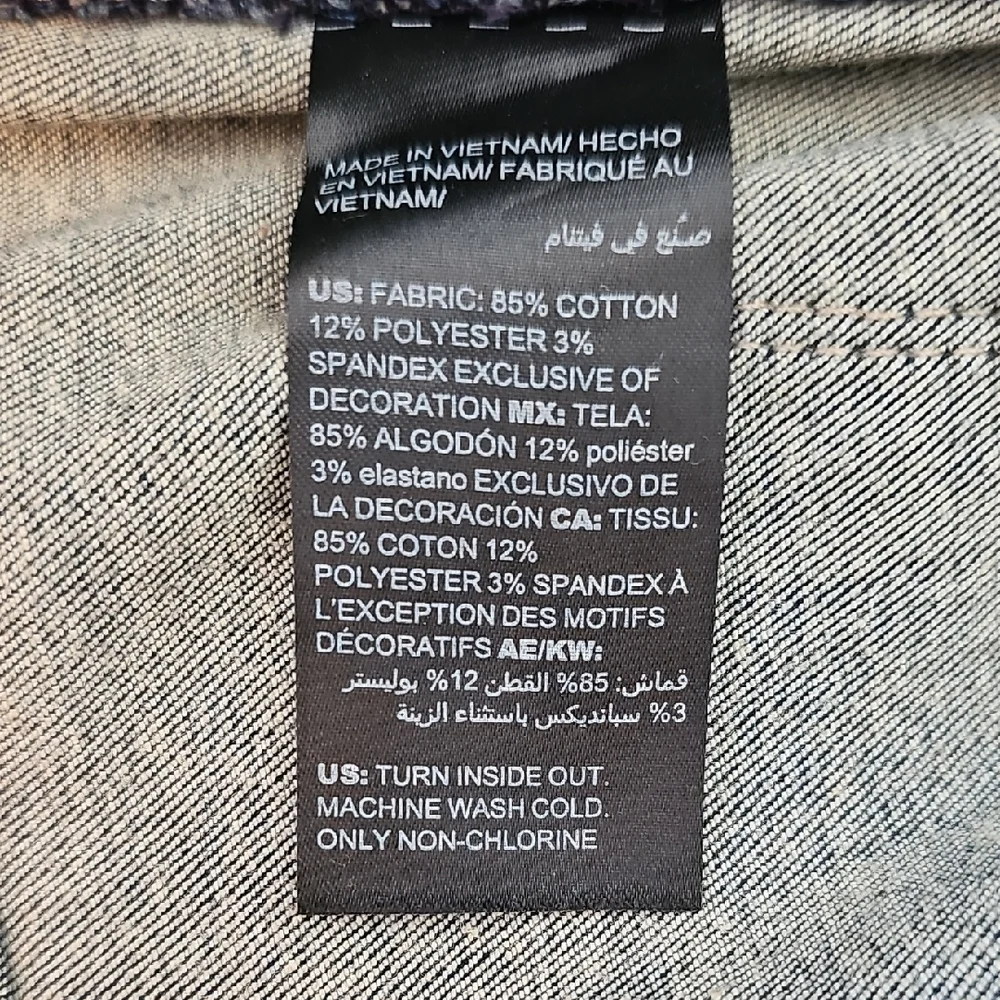 MADE IN VIETNAM/ HECHO
EN VIETNAM/ FABRIQUÉ AU
VIETNAM/
صنّع في فيتنام
US: FABRIC: 85% COTTON
12% POLYESTER 3%
SPANDEX EXCLUSIVE OF
DECORATION MX: TELA:
85% ALGODÓN 12% poliéster
3% elastano EXCLUSIVO DE
LA DECORACIÓN CA: TISSU:
85% COTON 12%
POLYESTER 3% SPANDEX À
L'EXCEPTION DES MOTIFS
DÉCORATIFS AE/KW:
قماش: 85% القطن 12% بوليستر
3% سبانديكس باستثناء الزينة
US: TURN INSIDE OUT.
MACHINE WASH COLD.
ONLY NON-CHLORINE